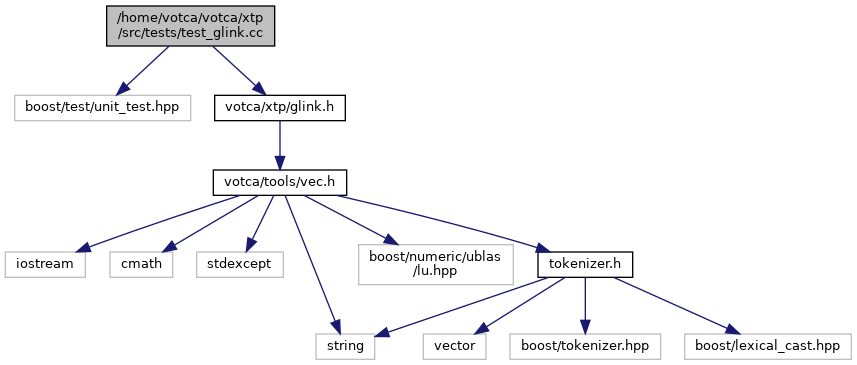 /home/votca/votca/xtp
/src/tests/test_glink.cc
boost/test/unit_test.hpp
votca/xtp/glink.h
votca/tools/vec.h
iostream
cmath
stdexcept
boost/numeric/ublas
/lu.hpp
tokenizer.h
string
vector
boost/tokenizer.hpp
boost/lexical_cast.hpp